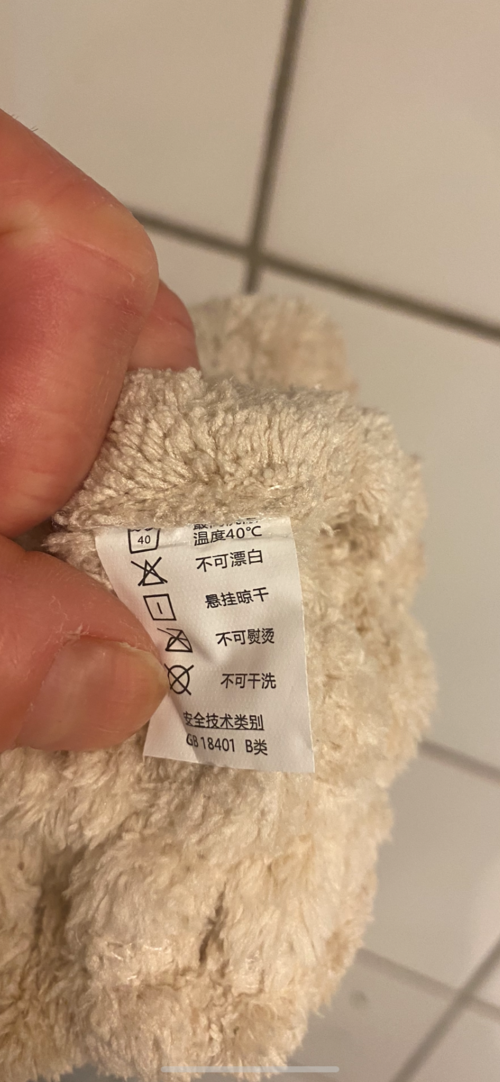 40
温度40℃
不可漂白
悬挂晾干
不可熨烫
不可干洗
安全技术类别
GB 18401 B类